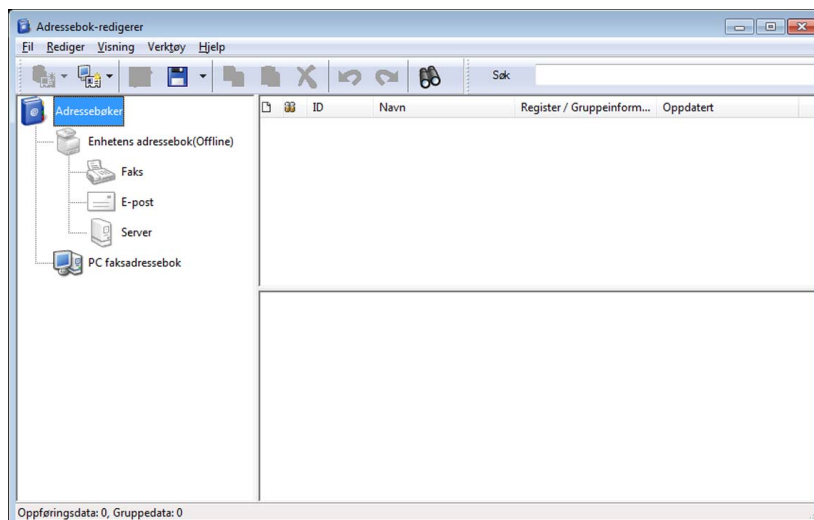 Adressebok-redigerer
Fil Rediger Visning Verktøy Hjelp
Søk
Adressebøker
Enhetens adressebok(Offline)
Faks
E-post
Server
PC faksadressebok
ID Navn Register / Gruppeinform... Oppdatert
Oppføringsdata: 0, Gruppedata: 0